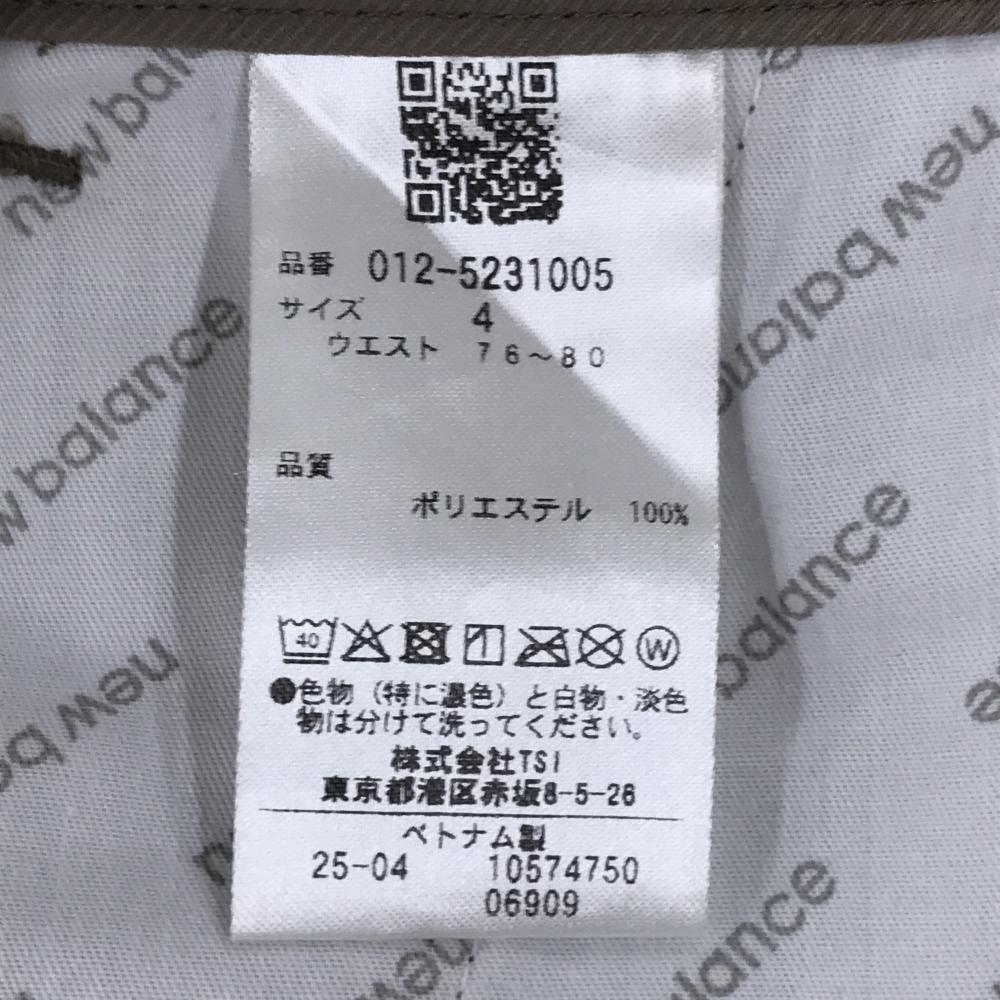 品番 012-5231005
サイズ 4
ウエスト 76～80
品質
ポリエステル 100%
40
W
●色物（特に濃色）と白物・淡色
物は分けて洗ってください。
株式会社TSI
東京都港区赤坂8-5-26
ベトナム製
25-04 10574750
06909
new balance
new balance
new balance
new balance
new balance
balance